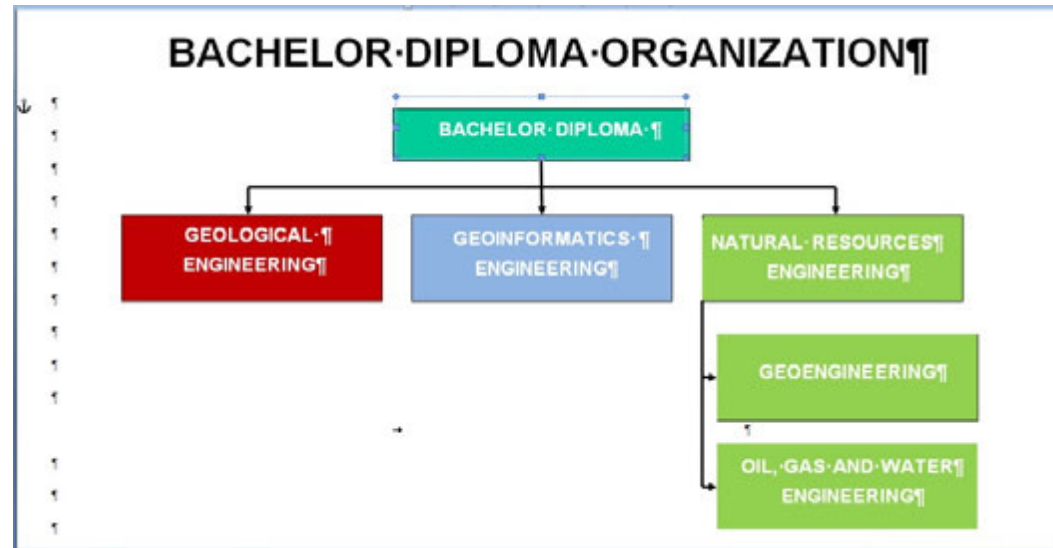 BACHELOR·DIPLOMA·ORGANIZATION¶
BACHELOR·DIPLOMA·¶
GEOLOGICAL·¶
ENGINEERING¶
GEOINFORMATICS·¶
ENGINEERING¶
NATURAL·RESOURCES¶
ENGINEERING¶
GEOENGINEERING¶
OIL,·GAS·AND·WATER¶
ENGINEERING¶